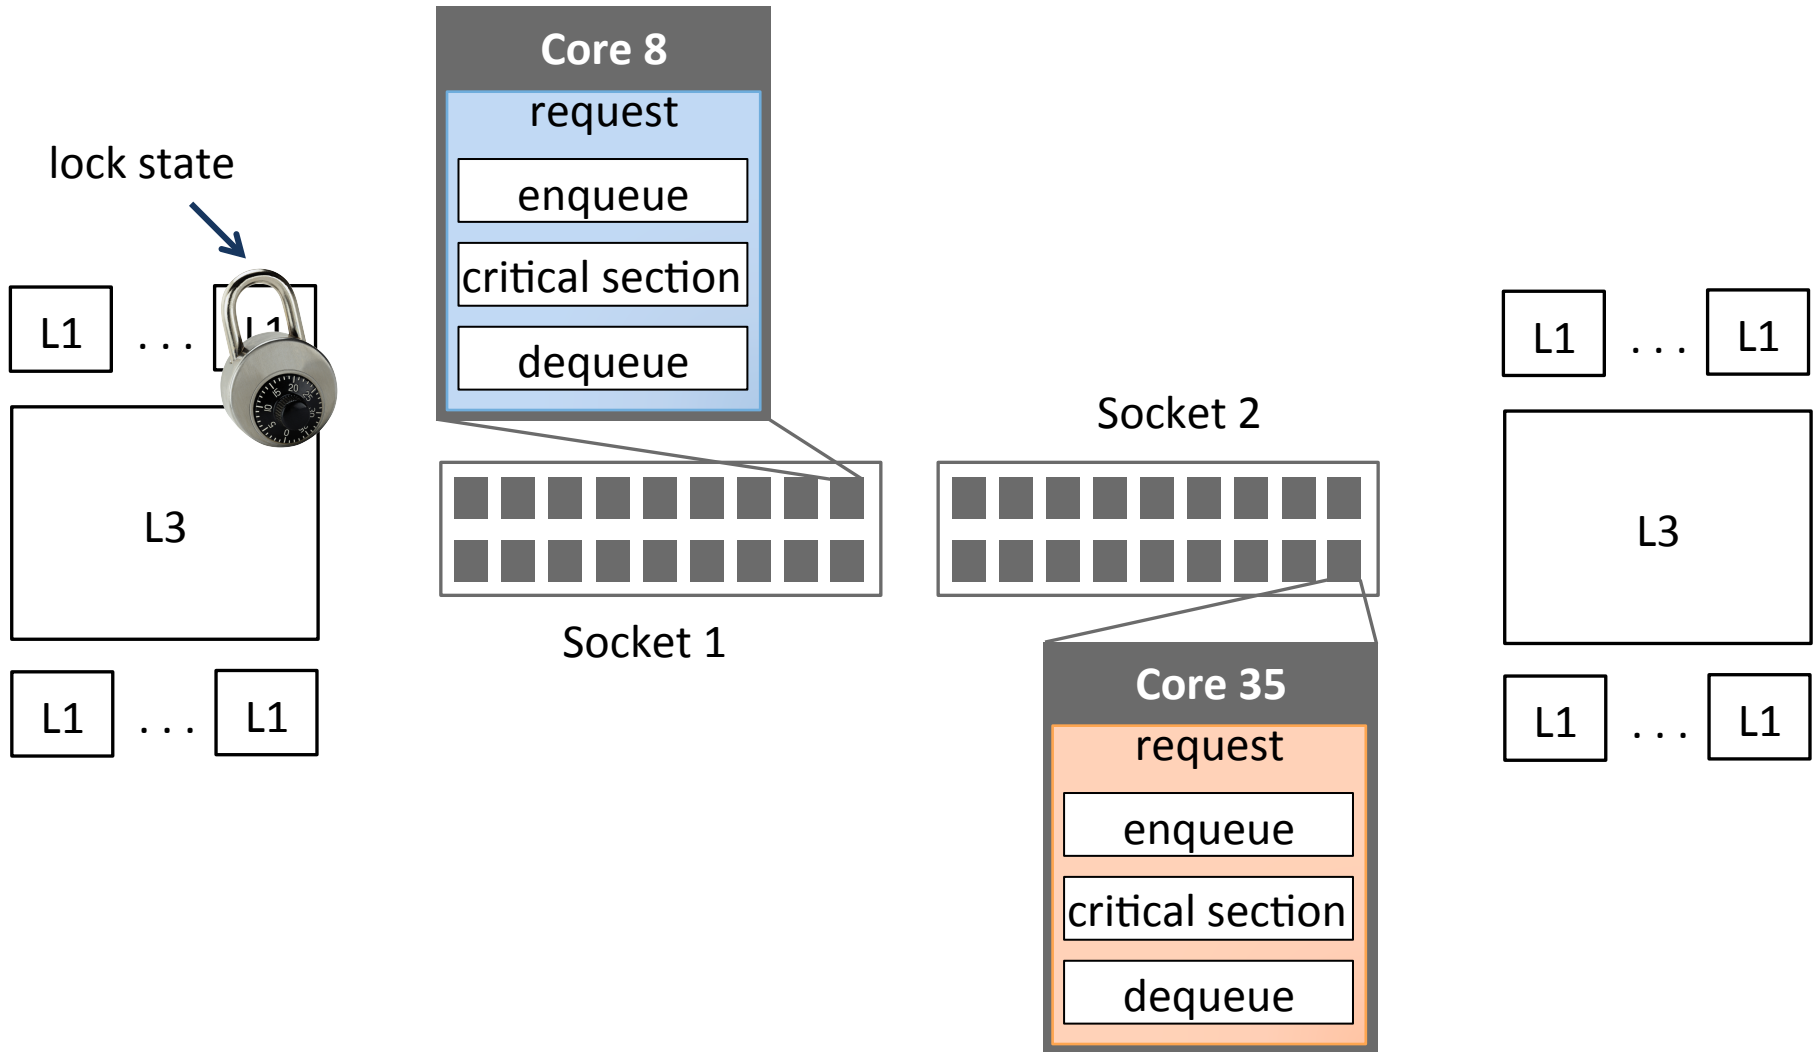 Core 8
request
enqueue
critical section
dequeue
lock state
L1 . . . L1
L3
L1 . . . L1
Socket 1
Socket 2
Core 35
request
enqueue
critical section
dequeue
L1 . . . L1
L3
L1 . . . L1